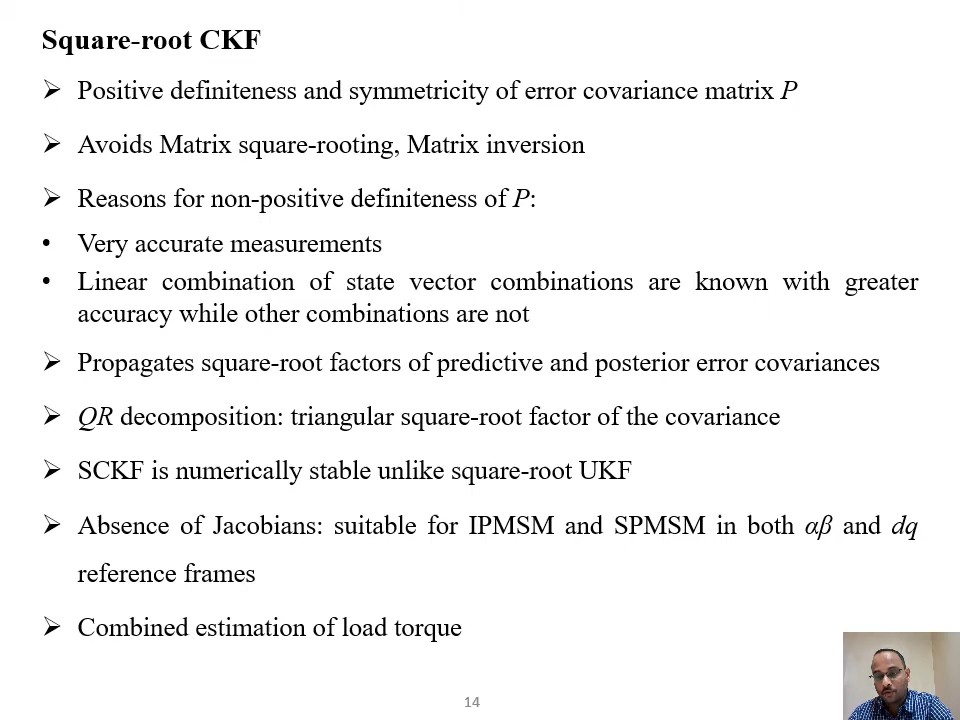 Square-root CKF
➢ Positive definiteness and symmetricity of error covariance matrix P
➢ Avoids Matrix square-rooting, Matrix inversion
➢ Reasons for non-positive definiteness of P:
• Very accurate measurements
• Linear combination of state vector combinations are known with greater
accuracy while other combinations are not
➢ Propagates square-root factors of predictive and posterior error covariances
➢ QR decomposition: triangular square-root factor of the covariance
➢ SCKF is numerically stable unlike square-root UKF
➢ Absence of Jacobians: suitable for IPMSM and SPMSM in both αβ and dq
reference frames
➢ Combined estimation of load torque
14